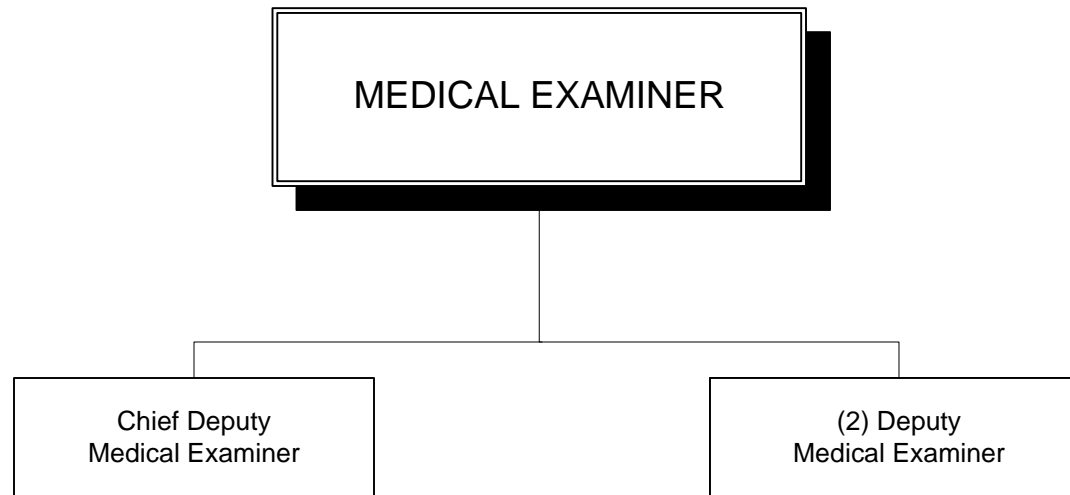 MEDICAL EXAMINER
Chief Deputy
Medical Examiner
(2) Deputy
Medical Examiner